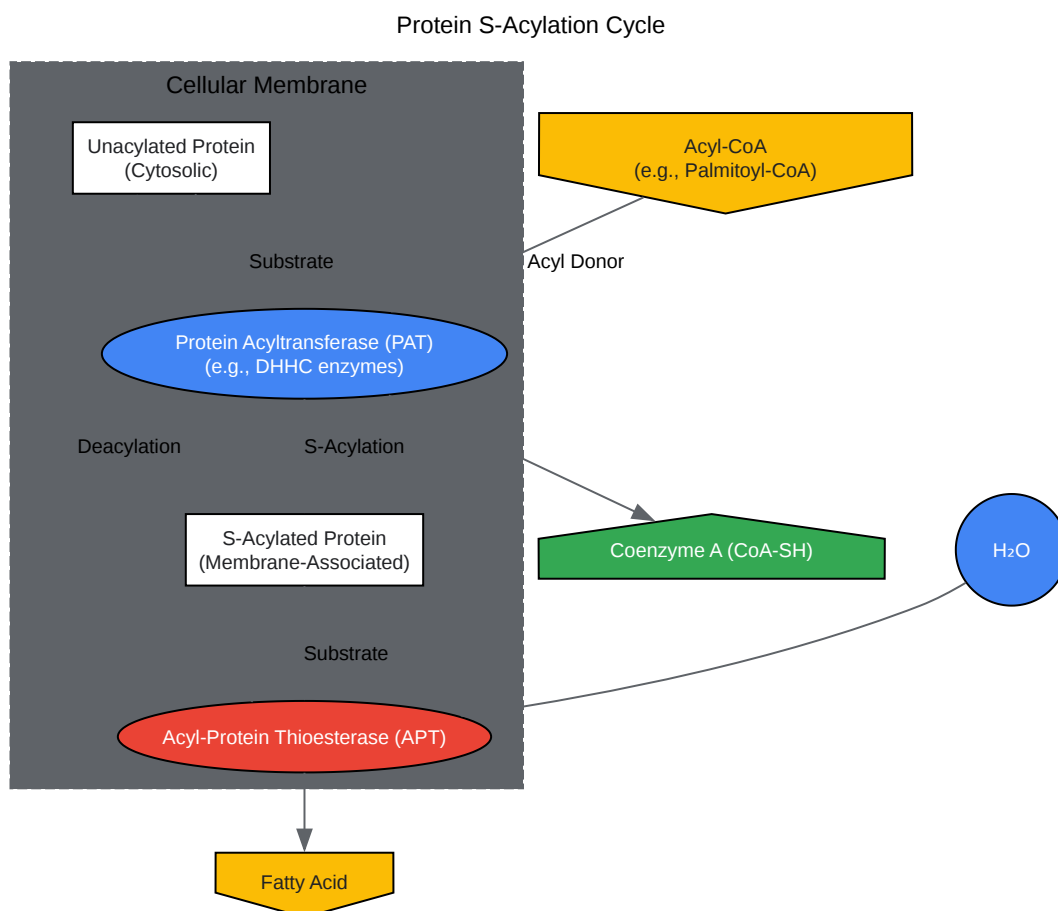 Protein S-Acylation Cycle
Cellular Membrane
Unacylated Protein
(Cytosolic)
Acyl-CoA
(e.g., Palmitoyl-CoA)
Substrate
Acyl Donor
Protein Acyltransferase (PAT)
(e.g., DHHC enzymes)
Deacylation
S-Acylation
S-Acylated Protein
(Membrane-Associated)
Coenzyme A (CoA-SH)
H₂O
Substrate
Acyl-Protein Thioesterase (APT)
Fatty Acid